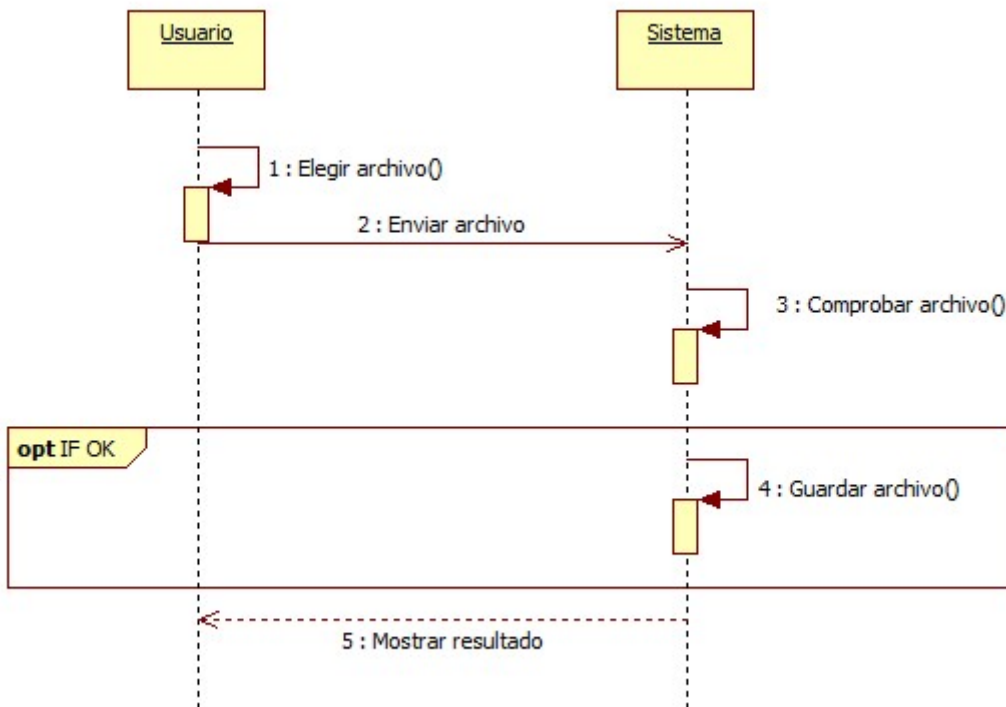 Usuario
Sistema
1 : Elegir archivo()
2 : Enviar archivo
3 : Comprobar archivo()
opt IF OK
4 : Guardar archivo()
5 : Mostrar resultado